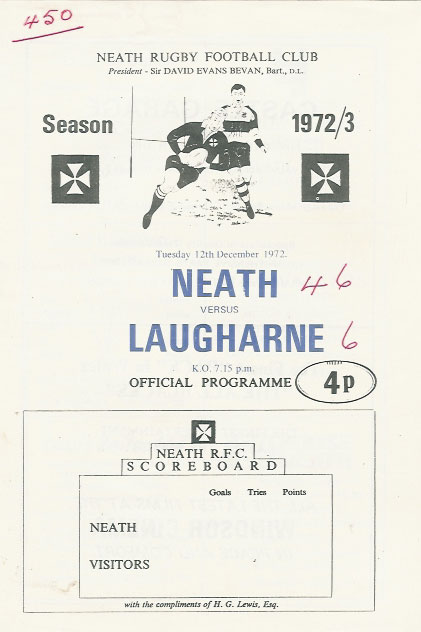 450
NEATH RUGBY FOOTBALL CLUB
President - Sir DAVID EVANS BEVAN, Bart., D.L.
Season 1972/3
Tuesday 12th December 1972.
NEATH 46
VERSUS
LAUGHARNE 6
K.O. 7.15 p.m.
OFFICIAL PROGRAMME 4p
NEATH R.F.C.
SCOREBOARD
Goals Tries Points
NEATH
VISITORS
with the compliments of H. G. Lewis, Esq.